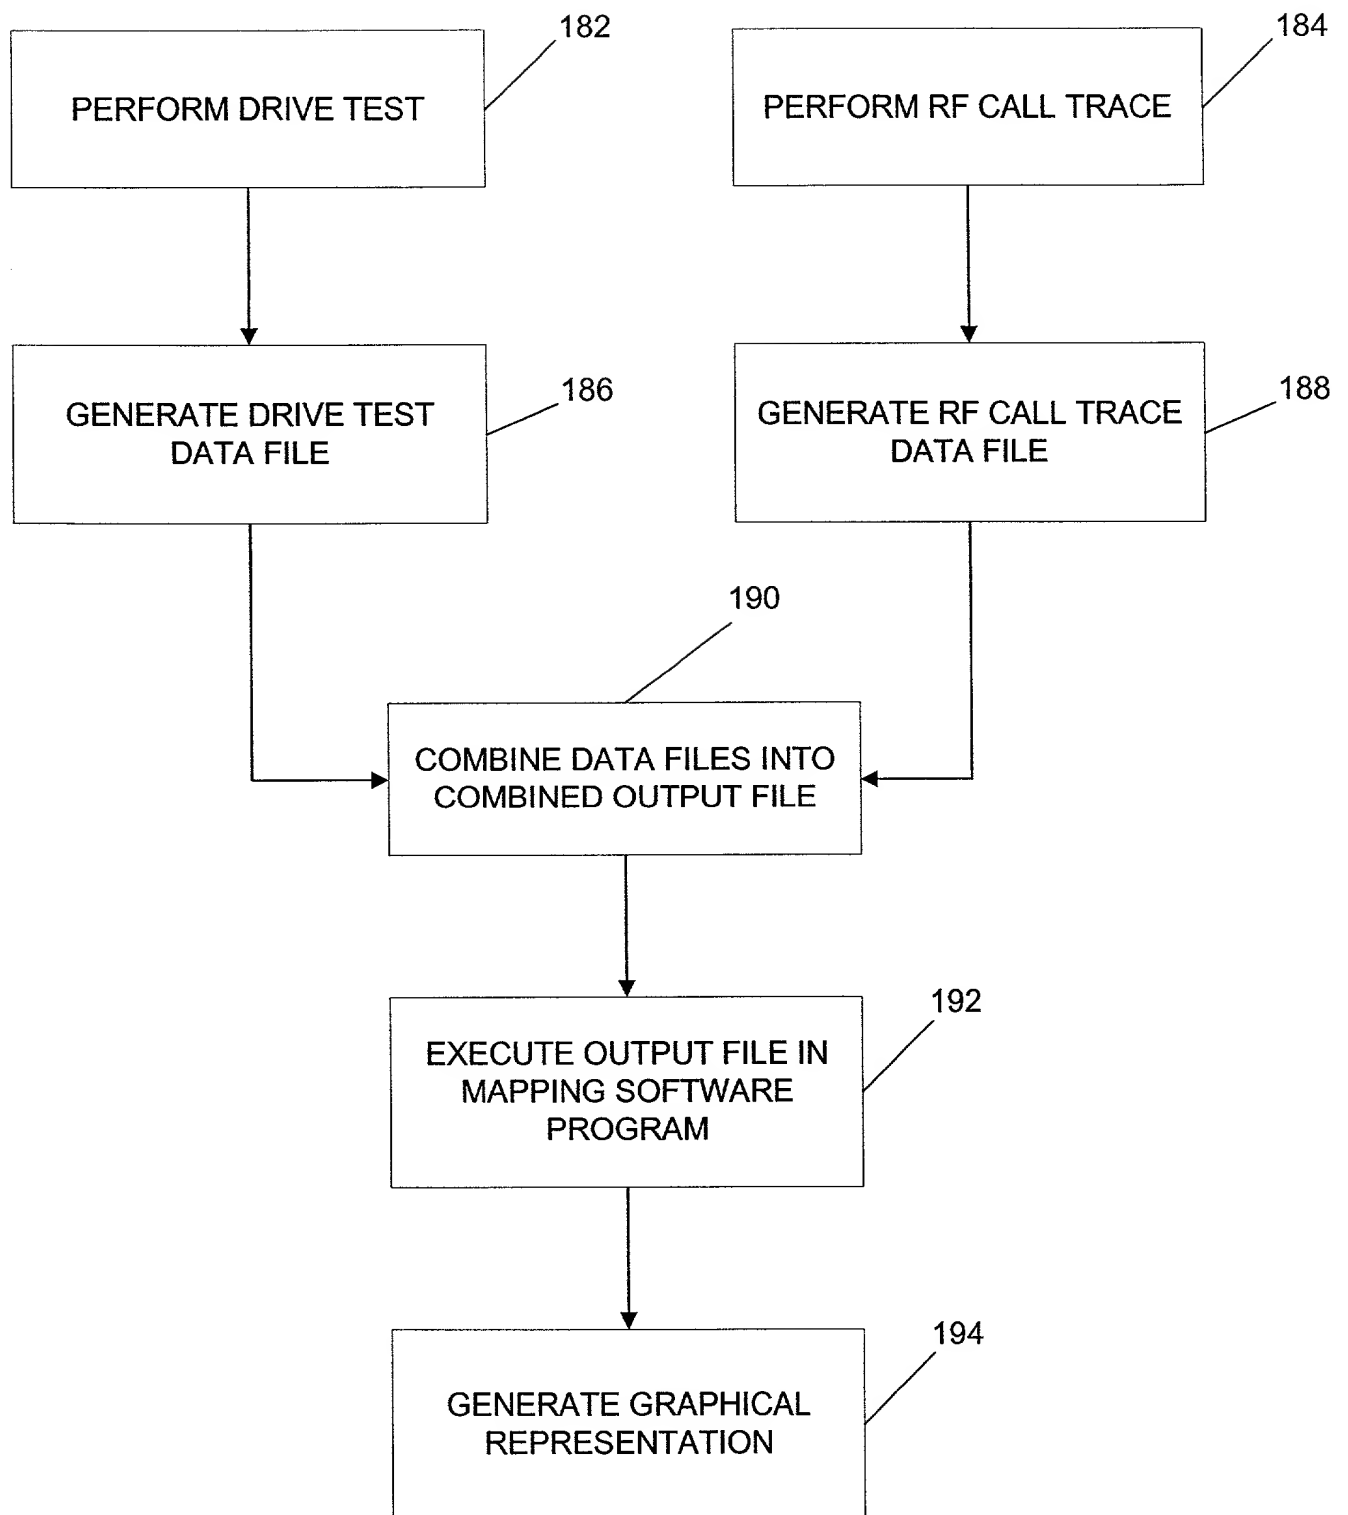 182
PERFORM DRIVE TEST
184
PERFORM RF CALL TRACE
186
GENERATE DRIVE TEST
DATA FILE
188
GENERATE RF CALL TRACE
DATA FILE
190
COMBINE DATA FILES INTO
COMBINED OUTPUT FILE
192
EXECUTE OUTPUT FILE IN
MAPPING SOFTWARE
PROGRAM
194
GENERATE GRAPHICAL
REPRESENTATION